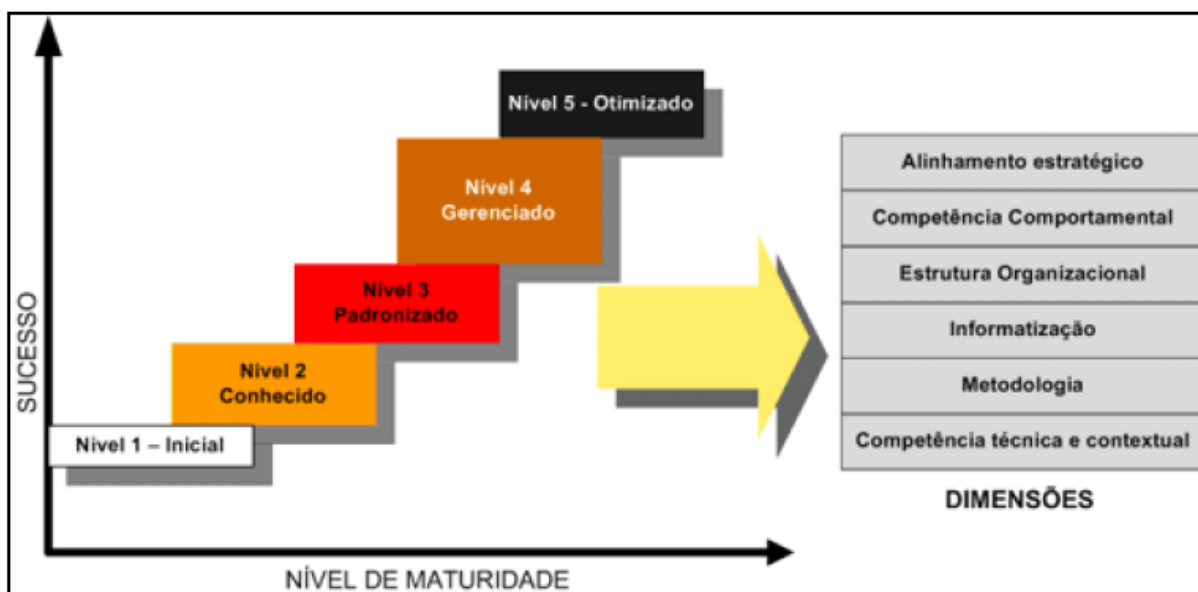 SUCESSO
Nível 5 - Otimizado
Nível 4
Gerenciado
Nível 3
Padronizado
Nível 2
Conhecido
Nível 1 – Inicial
NÍVEL DE MATURIDADE
Alinhamento estratégico
Competência Comportamental
Estrutura Organizacional
Informatização
Metodologia
Competência técnica e contextual
DIMENSÕES